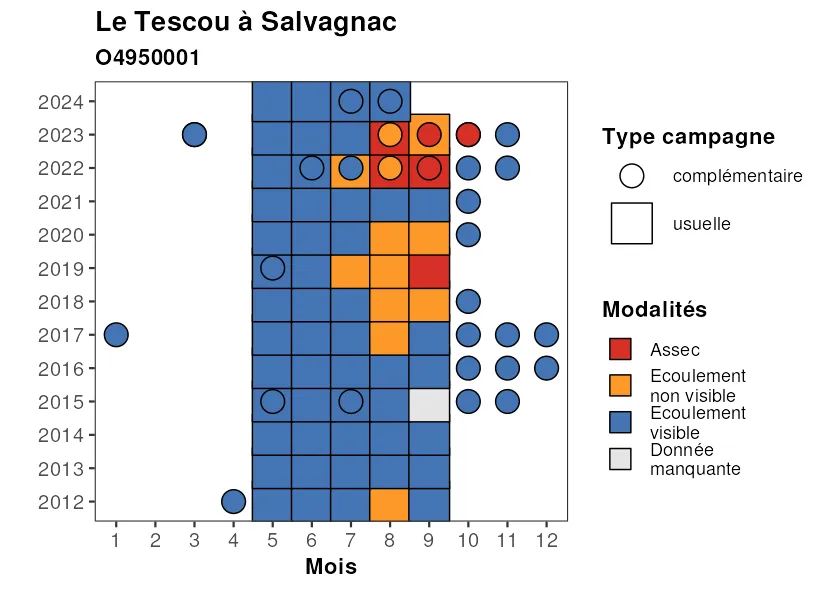 Le Tescou à Salvagnac
O4950001
2024
2023
2022
2021
2020
2019
2018
2017
2016
2015
2014
2013
2012
1 2 3 4 5 6 7 8 9 10 11 12
Mois
Type campagne
complémentaire
usuelle
Modalités
Assec
Ecoulement
non visible
Ecoulement
visible
Donnée
manquante